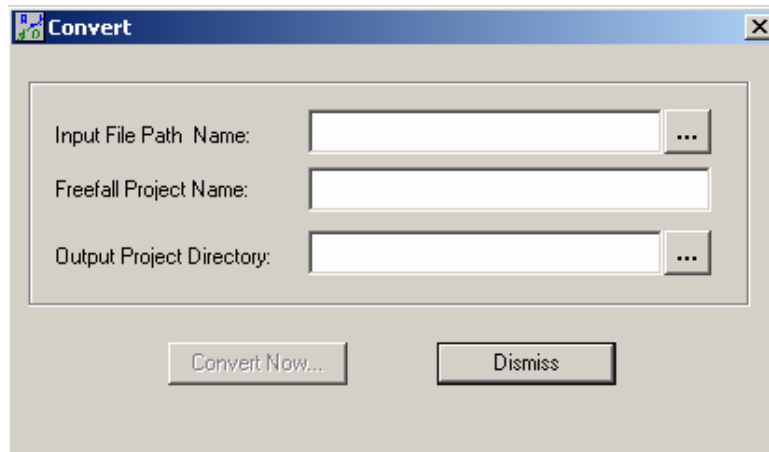 Convert
Input File Path  Name:
...
Freefall Project Name:
Output Project Directory:
...
Convert Now...
Dismiss